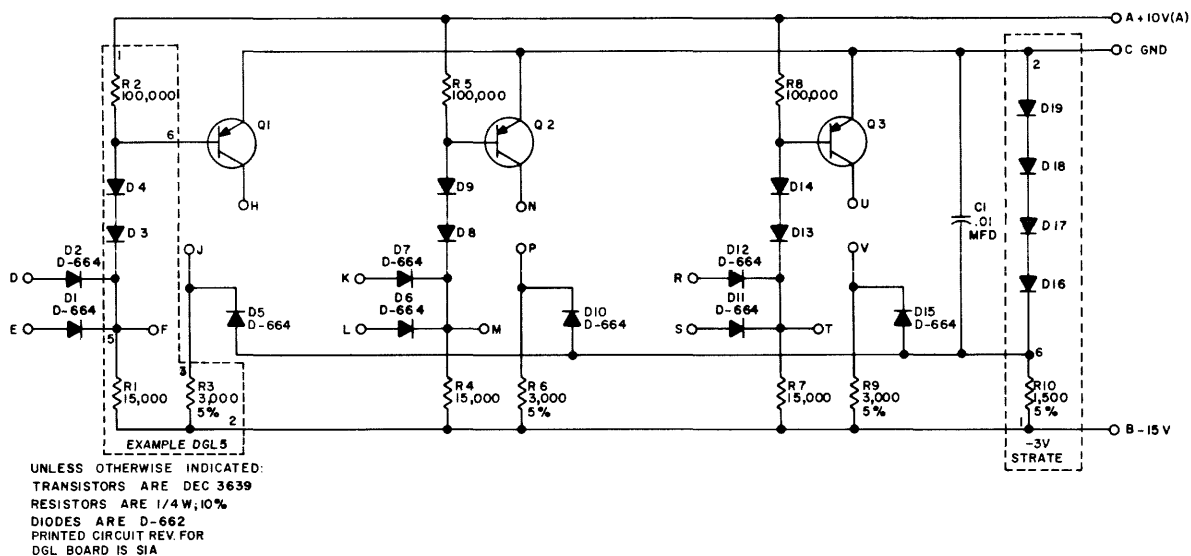 A +10V(A)
C GND
1
2
R2
100,000
R5
100,000
R8
100,000
D19
6
Q1
Q2
Q3
D4
D9
D14
D18
H
N
U
C1
.01
MFD
D3
D8
D13
D17
J
P
V
D2
D-664
D7
D-664
D12
D-664
D
K
R
D16
D1
D-664
D6
D-664
D11
D-664
D5
D-664
D10
D-664
D15
D-664
E
F
L
M
S
T
5
6
3
R1
15,000
R3
3,000
5%
R4
15,000
R6
3,000
5%
R7
15,000
R9
3,000
5%
R10
1,500
5%
2
1
B -15V
EXAMPLE DGL5
-3V
STRATE
UNLESS OTHERWISE INDICATED:
TRANSISTORS ARE DEC 3639
RESISTORS ARE 1/4 W; 10%
DIODES ARE D-662
PRINTED CIRCUIT REV. FOR
DGL BOARD IS S1A